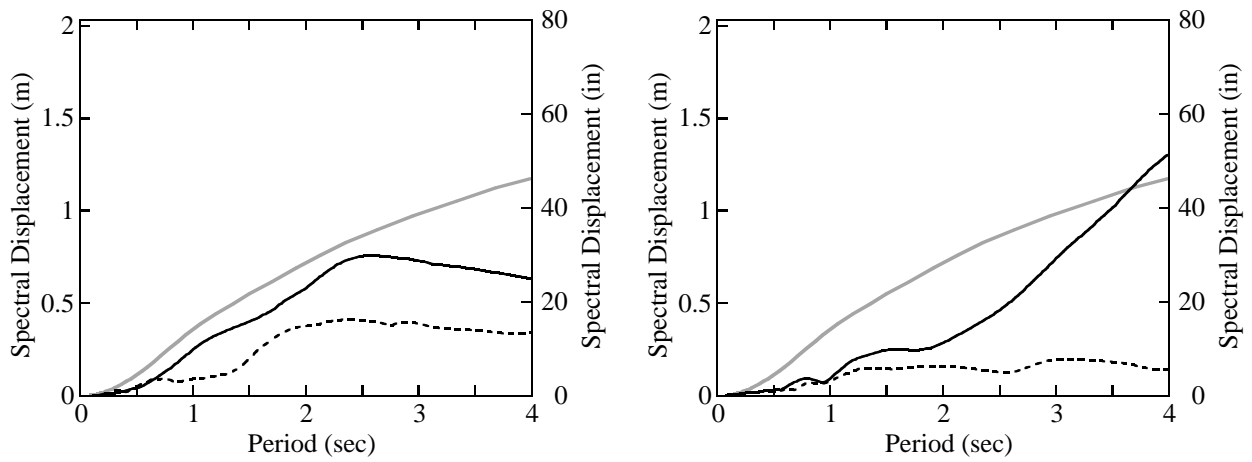 2
1.5
1
0.5
0
Spectral Displacement (m)
0 1 2 3 4
Period (sec)
80
60
40
20
0
Spectral Displacement (in)
2
1.5
1
0.5
0
Spectral Displacement (m)
0 1 2 3 4
Period (sec)
80
60
40
20
0
Spectral Displacement (in)